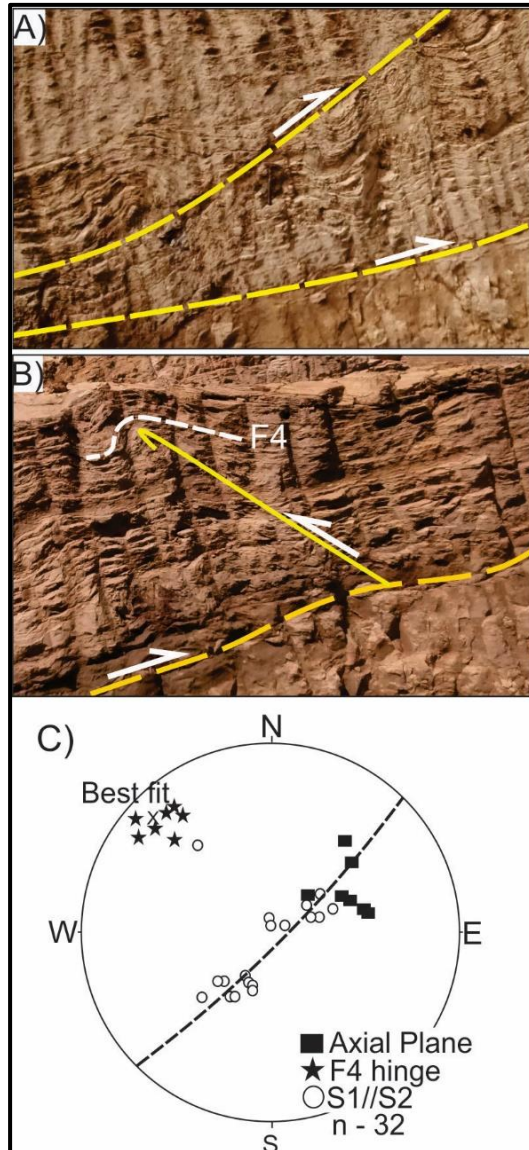 A)
B)
F4
C)
N
Best fit
W
E
Axial Plane
F4 hinge
S1//S2
n - 32
S